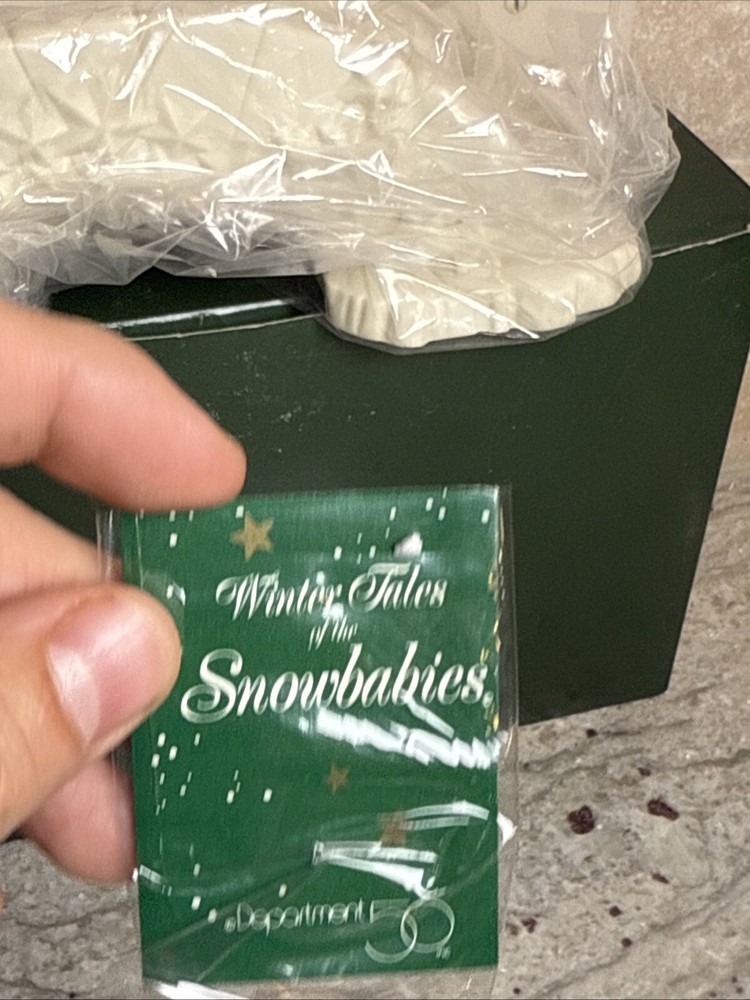 Winter Tales
of the
Snowbabies®
®Department 56®